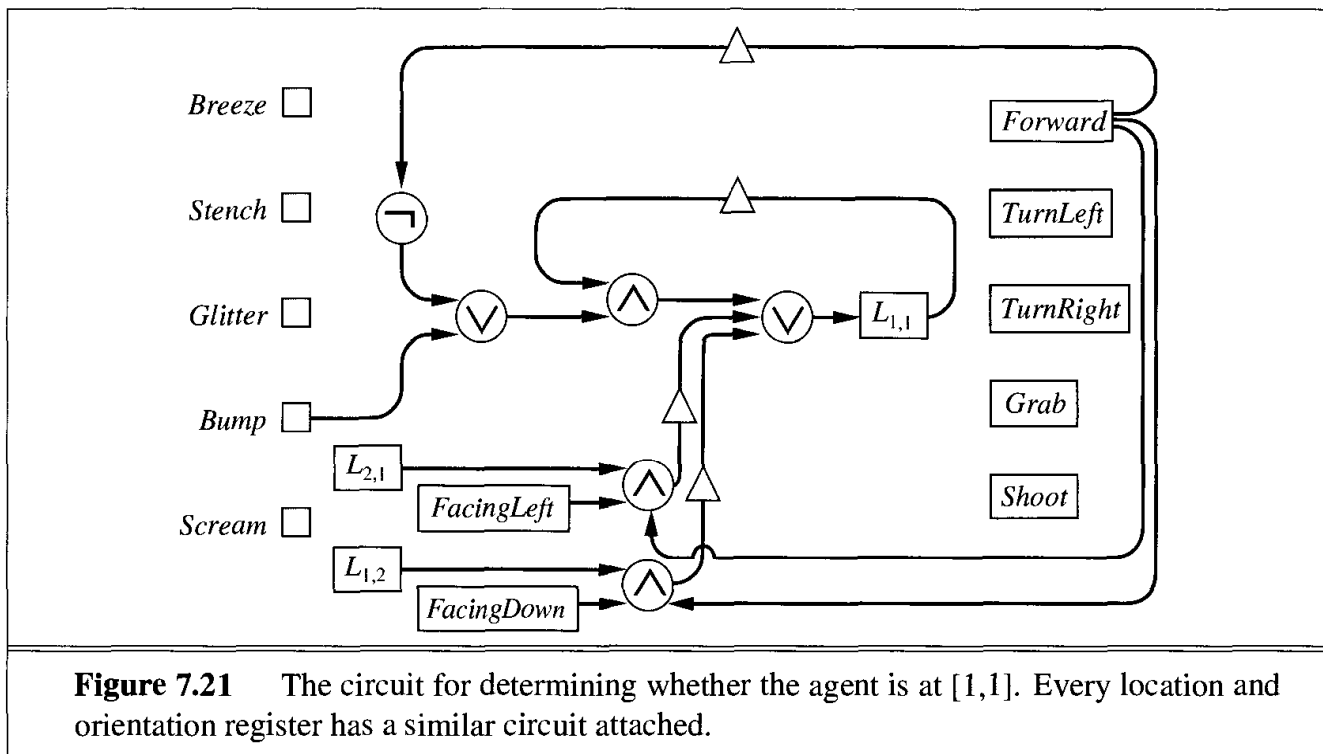 Breeze
Stench
Glitter
Bump
Scream
¬
∨
∧
∨
L1,1
L2,1
FacingLeft
∧
L1,2
FacingDown
∧
Forward
TurnLeft
TurnRight
Grab
Shoot
Figure 7.21 The circuit for determining whether the agent is at [1,1]. Every location and
orientation register has a similar circuit attached.